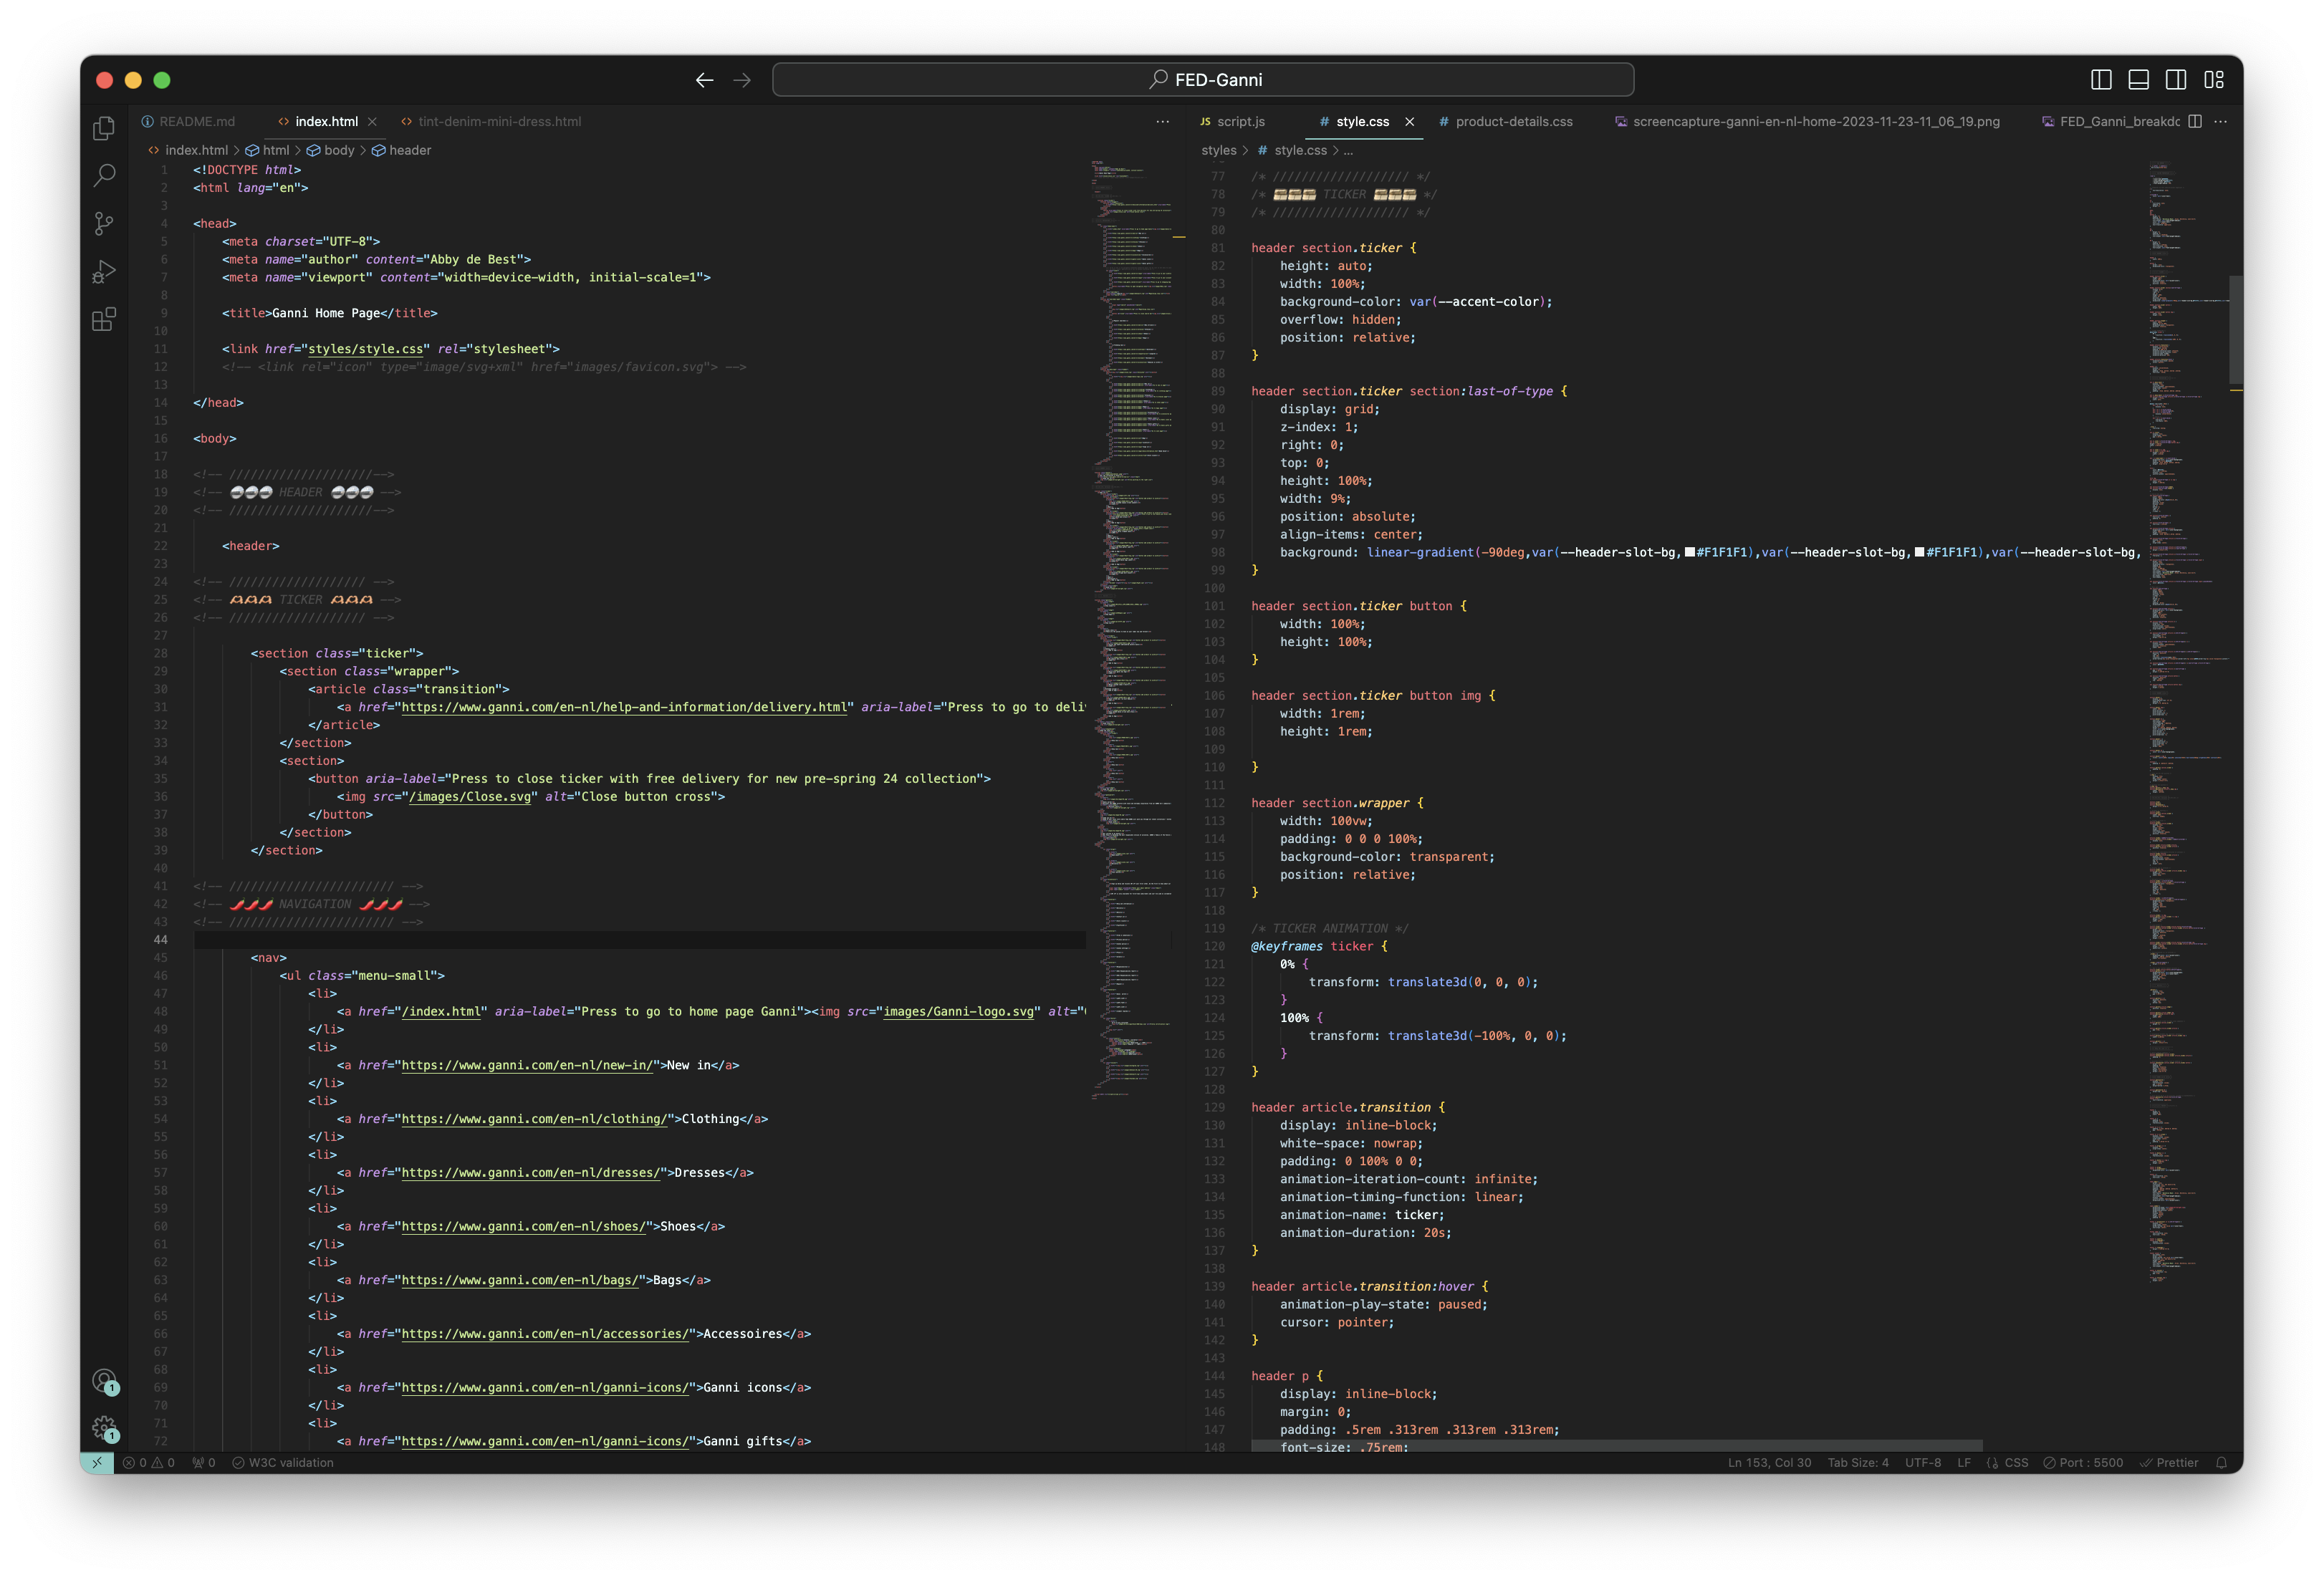 FED-Ganni
README.md
index.html
tint-denim-mini-dress.html
index.html > html > body > header
1 <!DOCTYPE html>
2 <html lang="en">
3
4 <head>
5 <meta charset="UTF-8">
6 <meta name="author" content="Abby de Best">
7 <meta name="viewport" content="width=device-width, initial-scale=1">
8
9 <title>Ganni Home Page</title>
10
11 <link href="styles/style.css" rel="stylesheet">
12 <!-- <link rel="icon" type="image/svg+xml" href="images/favicon.svg"> -->
13
14 </head>
15
16 <body>
17
18 <!-- ////////////////////-->
19 <!-- HEADER -->
20 <!-- ////////////////////-->
21
22 <header>
23
24 <!-- /////////////////// -->
25 <!-- TICKER -->
26 <!-- /////////////////// -->
27
28 <section class="ticker">
29 <section class="wrapper">
30 <article class="transition">
31 <a href="https://www.ganni.com/en-nl/help-and-information/delivery.html" aria-label="Press to go to
32 </article>
33 </section>
34 <section>
35 <button aria-label="Press to close ticker with free delivery for new pre-spring 24 collection">
36 <img src="/images/Close.svg" alt="Close button cross">
37 </button>
38 </section>
39 </section>
40
41 <!-- /////////////////////// -->
42 <!-- 🌶️🌶️🌶️ NAVIGATION 🌶️🌶️🌶️ -->
43 <!-- /////////////////////// -->
44
45 <nav>
46 <ul class="menu-small">
47 <li>
48 <a href="/index.html" aria-label="Press to go to home page Ganni"><img src="images/Ganni-logo.svg" alt="
49 </li>
50 <li>
51 <a href="https://www.ganni.com/en-nl/new-in/">New in</a>
52 </li>
53 <li>
54 <a href="https://www.ganni.com/en-nl/clothing/">Clothing</a>
55 </li>
56 <li>
57 <a href="https://www.ganni.com/en-nl/dresses/">Dresses</a>
58 </li>
59 <li>
60 <a href="https://www.ganni.com/en-nl/shoes/">Shoes</a>
61 </li>
62 <li>
63 <a href="https://www.ganni.com/en-nl/bags/">Bags</a>
64 </li>
65 <li>
66 <a href="https://www.ganni.com/en-nl/accessories/">Accessoires</a>
67 </li>
68 <li>
69 <a href="https://www.ganni.com/en-nl/ganni-icons/">Ganni icons</a>
70 </li>
71 <li>
72 <a href="https://www.ganni.com/en-nl/ganni-icons/">Ganni gifts</a>
JS script.js
# style.css
# product-details.css
screencapture-ganni-en-nl-home-2023-11-23-11_06_19.png
FED_Ganni_breakdc
styles > # style.css > ...
77 /* /////////////////// */
78 /* TICKER */
79 /* /////////////////// */
80
81 header section.ticker {
82 height: auto;
83 width: 100%;
84 background-color: var(--accent-color);
85 overflow: hidden;
86 position: relative;
87 }
88
89 header section.ticker section:last-of-type {
90 display: grid;
91 z-index: 1;
92 right: 0;
93 top: 0;
94 height: 100%;
95 width: 9%;
96 position: absolute;
97 align-items: center;
98 background: linear-gradient(-90deg,var(--header-slot-bg,#F1F1F1),var(--header-slot-bg,#F1F1F1),var(--header-slot-bg,
99 }
100
101 header section.ticker button {
102 width: 100%;
103 height: 100%;
104 }
105
106 header section.ticker button img {
107 width: 1rem;
108 height: 1rem;
109
110 }
111
112 header section.wrapper {
113 width: 100vw;
114 padding: 0 0 0 100%;
115 background-color: transparent;
116 position: relative;
117 }
118
119 /* TICKER ANIMATION */
120 @keyframes ticker {
121 0% {
122 transform: translate3d(0, 0, 0);
123 }
124 100% {
125 transform: translate3d(-100%, 0, 0);
126 }
127 }
128
129 header article.transition {
130 display: inline-block;
131 white-space: nowrap;
132 padding: 0 100% 0 0;
133 animation-iteration-count: infinite;
134 animation-timing-function: linear;
135 animation-name: ticker;
136 animation-duration: 20s;
137 }
138
139 header article.transition:hover {
140 animation-play-state: paused;
141 cursor: pointer;
142 }
143
144 header p {
145 display: inline-block;
146 margin: 0;
147 padding: .5rem .313rem .313rem .313rem;
148 font-size: .75rem;
1
1
0 0 0 W3C validation
Ln 153, Col 30 Tab Size: 4 UTF-8 LF {} CSS Port : 5500 Prettier